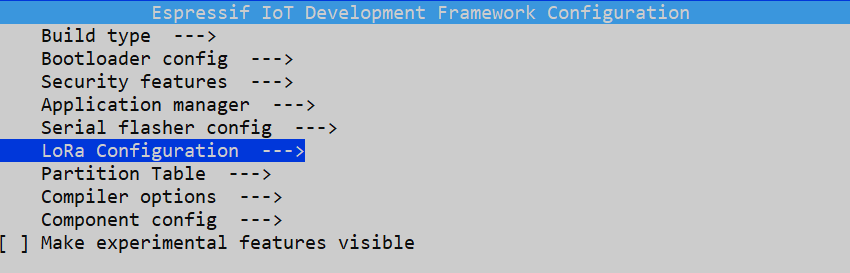 Espressif IoT Development Framework Configuration
Build type --->
Bootloader config --->
Security features --->
Application manager --->
Serial flasher config --->
LoRa Configuration --->
Partition Table --->
Compiler options --->
Component config --->
[ ] Make experimental features visible